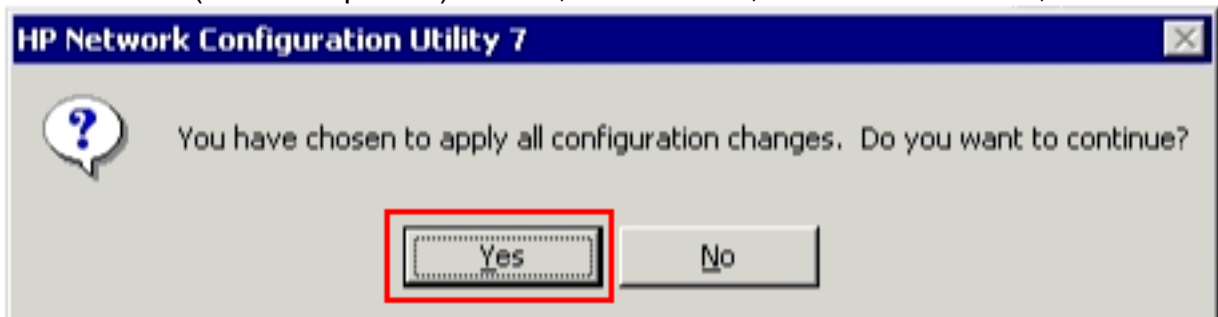 HP Network Configuration Utility 7
You have chosen to apply all configuration changes. Do you want to continue?
Yes
No